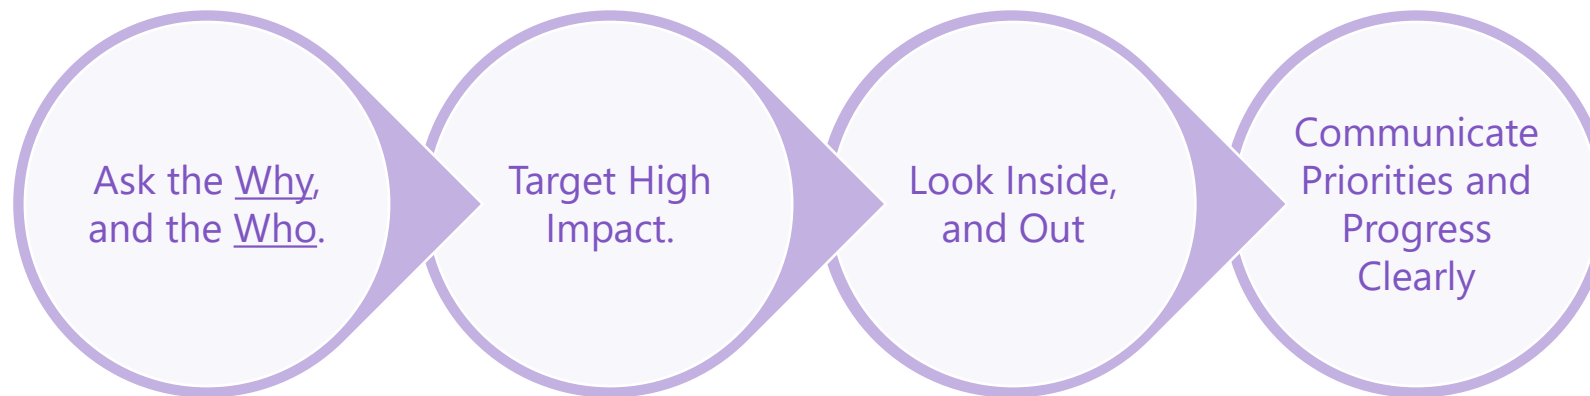 Ask the Why,
and the Who.
Target High
Impact.
Look Inside,
and Out
Communicate
Priorities and
Progress
Clearly